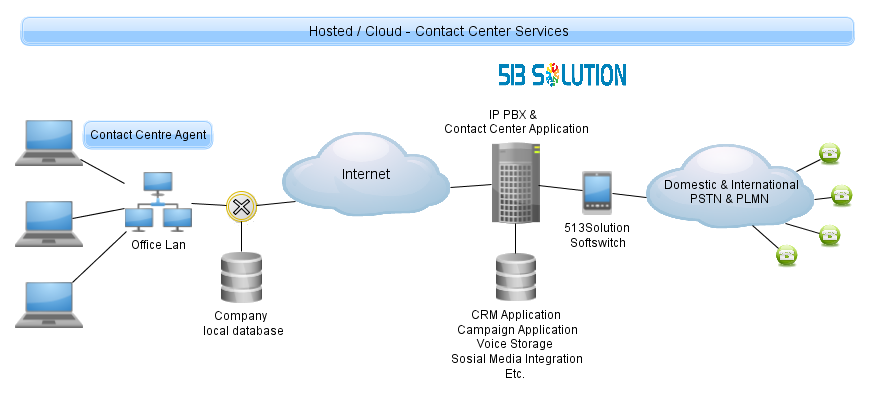 Hosted / Cloud - Contact Center Services
513 SOLUTION
IP PBX &
Contact Center Application
Contact Centre Agent
Internet
Domestic & International
PSTN & PLMN
Office Lan
513Solution
Softswitch
Company
local database
CRM Application
Campaign Application
Voice Storage
Sosial Media Integration
Etc.